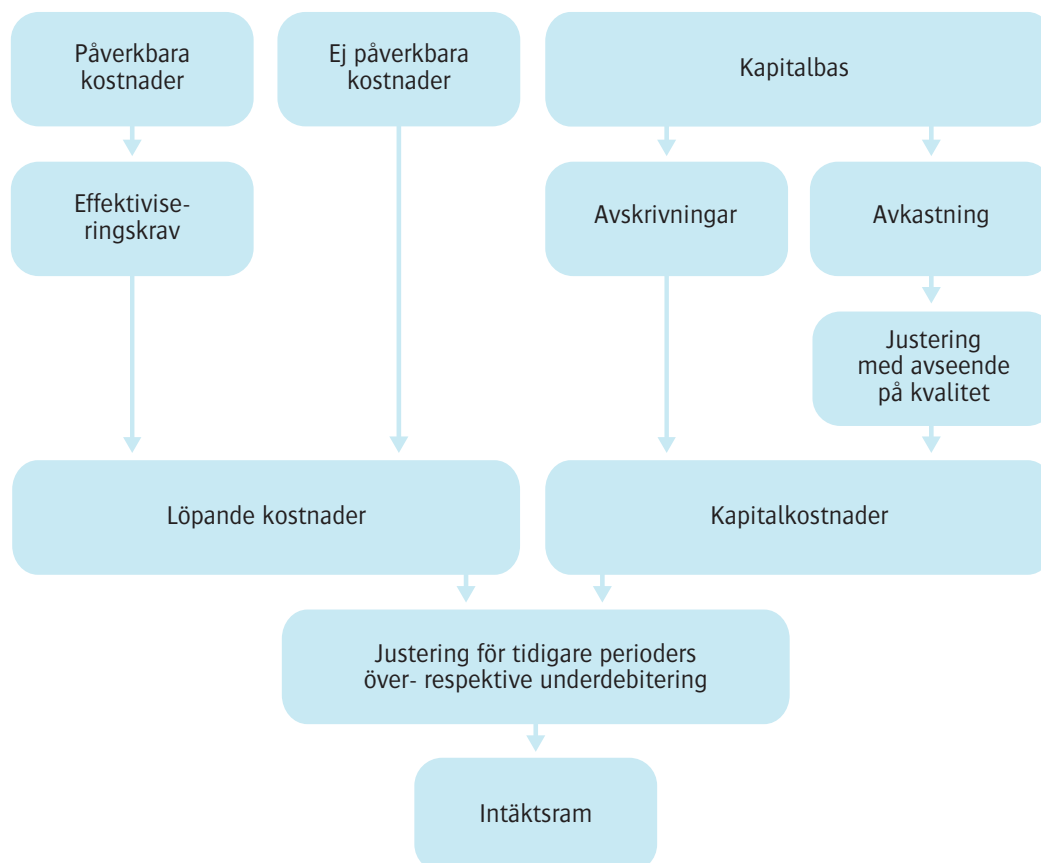 Påverkbara
kostnader
Ej påverkbara
kostnader
Kapitalbas
Effektivise-
ringskrav
Avskrivningar
Avkastning
Justering
med avseende
på kvalitet
Löpande kostnader
Kapitalkostnader
Justering för tidigare perioders
över- respektive underdebitering
Intäktsram